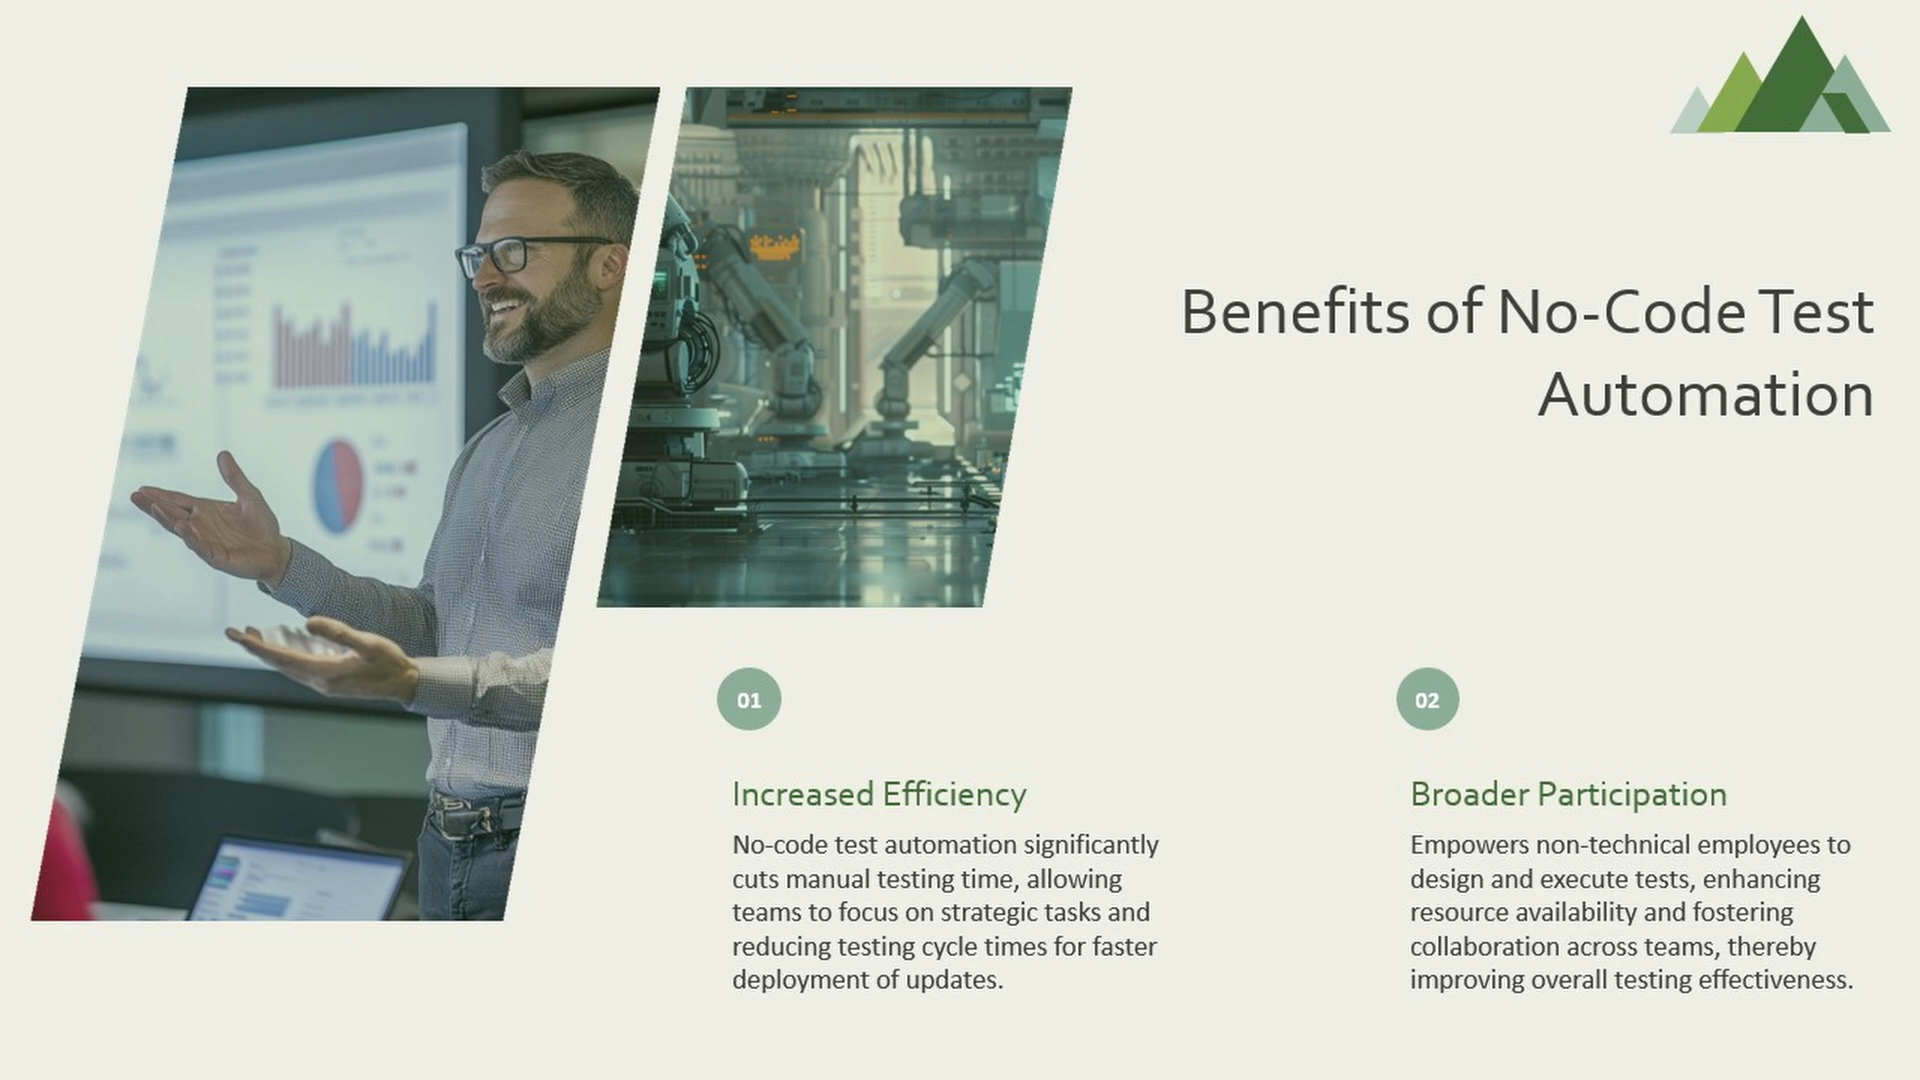 Benefits of No-Code Test
Automation
01
Increased Efficiency
No-code test automation significantly
cuts manual testing time, allowing
teams to focus on strategic tasks and
reducing testing cycle times for faster
deployment of updates.
02
Broader Participation
Empowers non-technical employees to
design and execute tests, enhancing
resource availability and fostering
collaboration across teams, thereby
improving overall testing effectiveness.